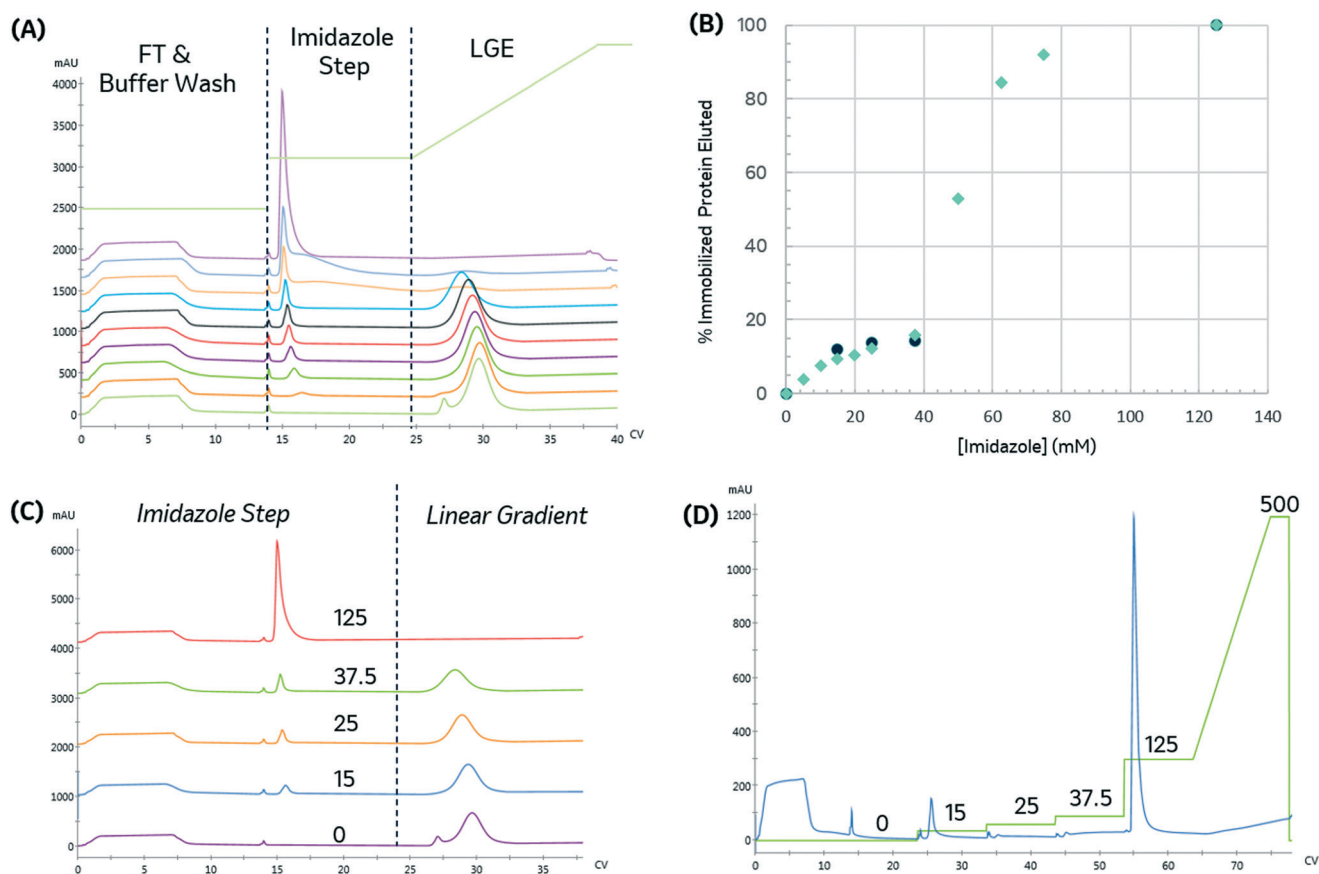 (A)
FT &
Buffer Wash
Imidazole
Step
LGE
mAU
4000
3500
3000
2500
2000
1500
1000
500
0
0 5 10 15 20 25 30 35 40 CV
(B)
% Immobilized Protein Eluted
100
80
60
40
20
0
0 20 40 60 80 100 120 140
[Imidazole] (mM)
(C)
mAU
Imidazole Step
Linear Gradient
6000
5000
4000
3000
2000
1000
0
125
37.5
25
15
0
0 5 10 15 20 25 30 35 CV
(D)
mAU
1200
1000
800
600
400
200
0
0
15
25
37.5
125
500
0 10 20 30 40 50 60 70 CV